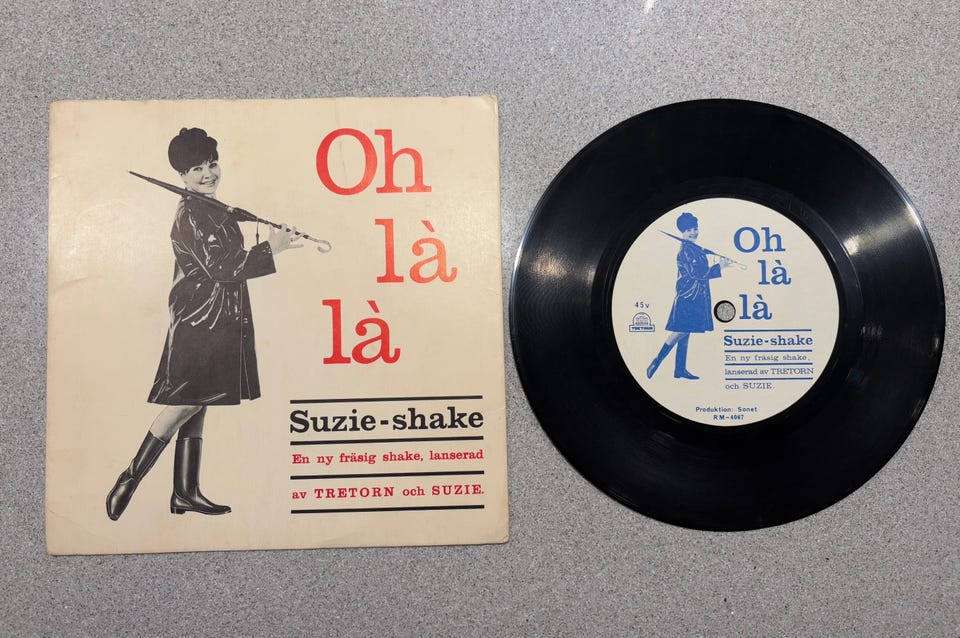 Oh
là
là
Suzie-shake
En ny fräsig shake, lanserad
av TRETORN och SUZIE.
Oh
là
là
45 v
TRETORN
Suzie-shake
En ny fräsig shake,
lanserad av TRETORN
och SUZIE.
Produktion: Sonet
RM-4067